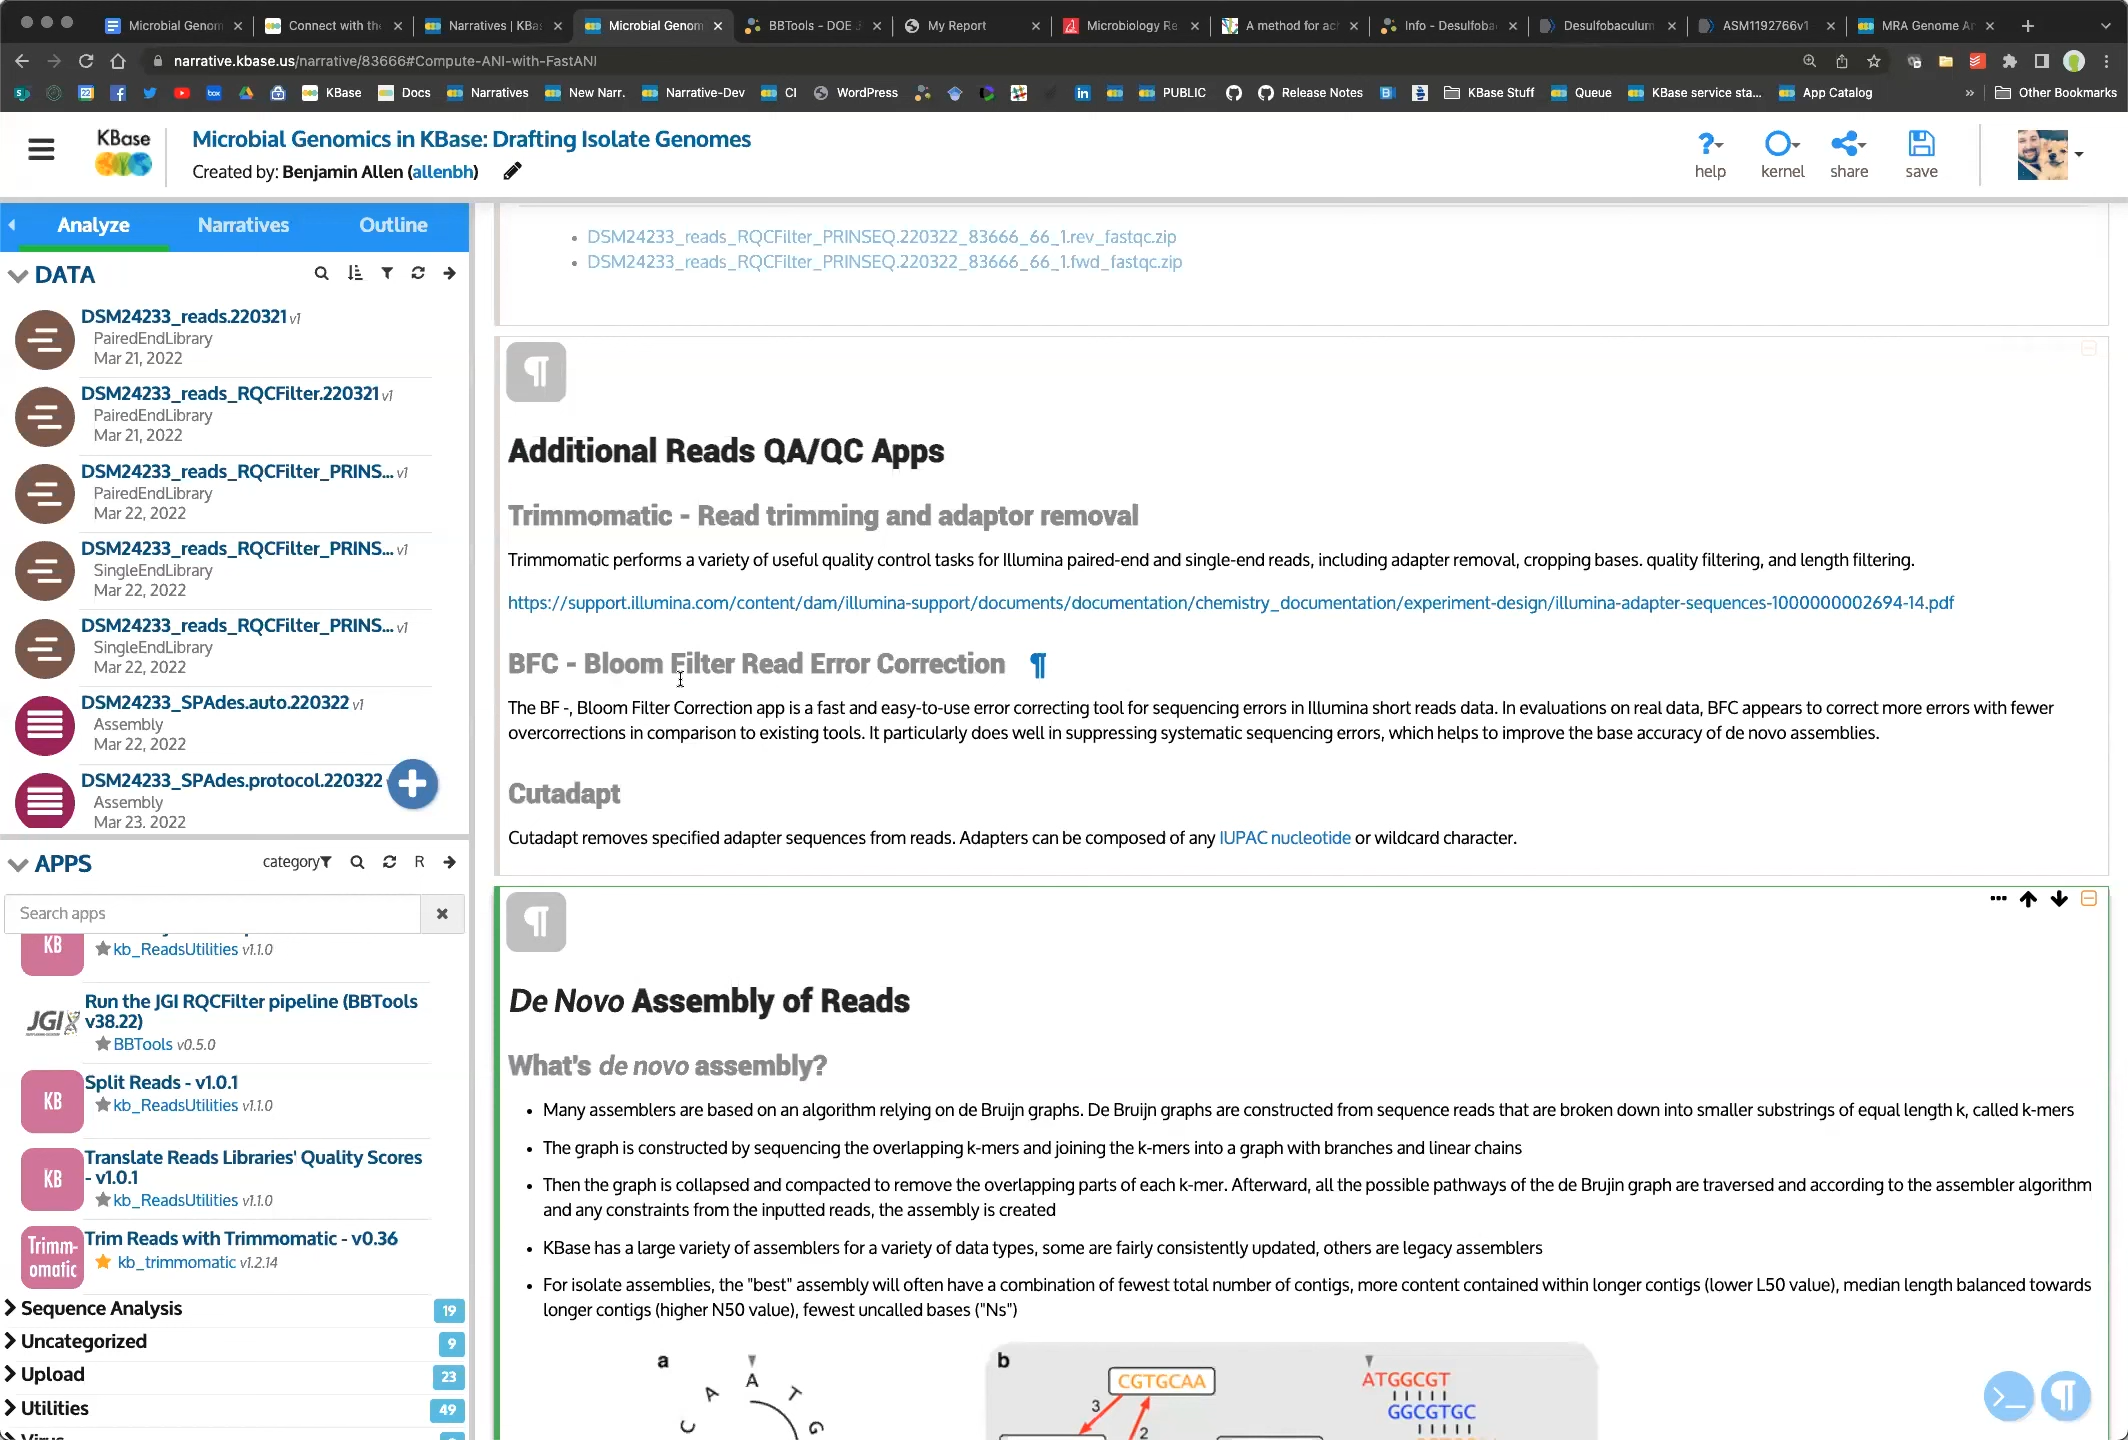 Microbial Genom
Connect with the
Narratives | KBas
Microbial Genom
BBTools - DOE J
My Report
Microbiology Re
A method for ach
Info - Desulfoba
Desulfobaculum
ASM1192766v1
MRA Genome An
narrative.kbase.us/narrative/83666#Compute-ANI-with-FastANI
KBase
Docs
Narratives
New Narr.
Narrative-Dev
CI
WordPress
PUBLIC
Release Notes
KBase Stuff
Queue
KBase service sta...
App Catalog
»
Other Bookmarks
KBase
Microbial Genomics in KBase: Drafting Isolate Genomes
Created by: Benjamin Allen (allenbh)
help
kernel
share
save
Analyze
Narratives
Outline
DATA
DSM24233_reads.220321 v1
PairedEndLibrary
Mar 21, 2022
DSM24233_reads_RQCFilter.220321 v1
PairedEndLibrary
Mar 21, 2022
DSM24233_reads_RQCFilter_PRINS... v1
PairedEndLibrary
Mar 22, 2022
DSM24233_reads_RQCFilter_PRINS... v1
SingleEndLibrary
Mar 22, 2022
DSM24233_reads_RQCFilter_PRINS... v1
SingleEndLibrary
Mar 22, 2022
DSM24233_SPAdes.auto.220322 v1
Assembly
Mar 22, 2022
DSM24233_SPAdes.protocol.220322
Assembly
Mar 23, 2022
APPS
category
R
Search apps
KB
kb_ReadsUtilities v1.1.0
JGI
Run the JGI RQCFilter pipeline (BBTools
v38.22)
BBTools v0.5.0
KB
Split Reads - v1.0.1
kb_ReadsUtilities v1.1.0
KB
Translate Reads Libraries' Quality Scores
- v1.0.1
kb_ReadsUtilities v1.1.0
Trimm-
omatic
Trim Reads with Trimmomatic - v0.36
kb_trimmomatic v1.2.14
Sequence Analysis 19
Uncategorized 9
Upload 23
Utilities 49
Virus
DSM24233_reads_RQCFilter_PRINSEQ.220322_83666_66_1.rev_fastqc.zip
DSM24233_reads_RQCFilter_PRINSEQ.220322_83666_66_1.fwd_fastqc.zip
¶
Additional Reads QA/QC Apps
Trimmomatic - Read trimming and adaptor removal
Trimmomatic performs a variety of useful quality control tasks for Illumina paired-end and single-end reads, including adapter removal, cropping bases. quality filtering, and length filtering.
https://support.illumina.com/content/dam/illumina-support/documents/documentation/chemistry_documentation/experiment-design/illumina-adapter-sequences-1000000002694-14.pdf
BFC - Bloom Filter Read Error Correction ¶
The BF -, Bloom Filter Correction app is a fast and easy-to-use error correcting tool for sequencing errors in Illumina short reads data. In evaluations on real data, BFC appears to correct more errors with fewer
overcorrections in comparison to existing tools. It particularly does well in suppressing systematic sequencing errors, which helps to improve the base accuracy of de novo assemblies.
Cutadapt
Cutadapt removes specified adapter sequences from reads. Adapters can be composed of any IUPAC nucleotide or wildcard character.
¶
De Novo Assembly of Reads
What's de novo assembly?
• Many assemblers are based on an algorithm relying on de Bruijn graphs. De Bruijn graphs are constructed from sequence reads that are broken down into smaller substrings of equal length k, called k-mers
• The graph is constructed by sequencing the overlapping k-mers and joining the k-mers into a graph with branches and linear chains
• Then the graph is collapsed and compacted to remove the overlapping parts of each k-mer. Afterward, all the possible pathways of the de Brujin graph are traversed and according to the assembler algorithm
and any constraints from the inputted reads, the assembly is created
• KBase has a large variety of assemblers for a variety of data types, some are fairly consistently updated, others are legacy assemblers
• For isolate assemblies, the "best" assembly will often have a combination of fewest total number of contigs, more content contained within longer contigs (lower L50 value), median length balanced towards
longer contigs (higher N50 value), fewest uncalled bases ("Ns")
a
A
A
T
G
C
b
CGTGCAA
3
2
ATGGCGT
GGCGTGC
¶